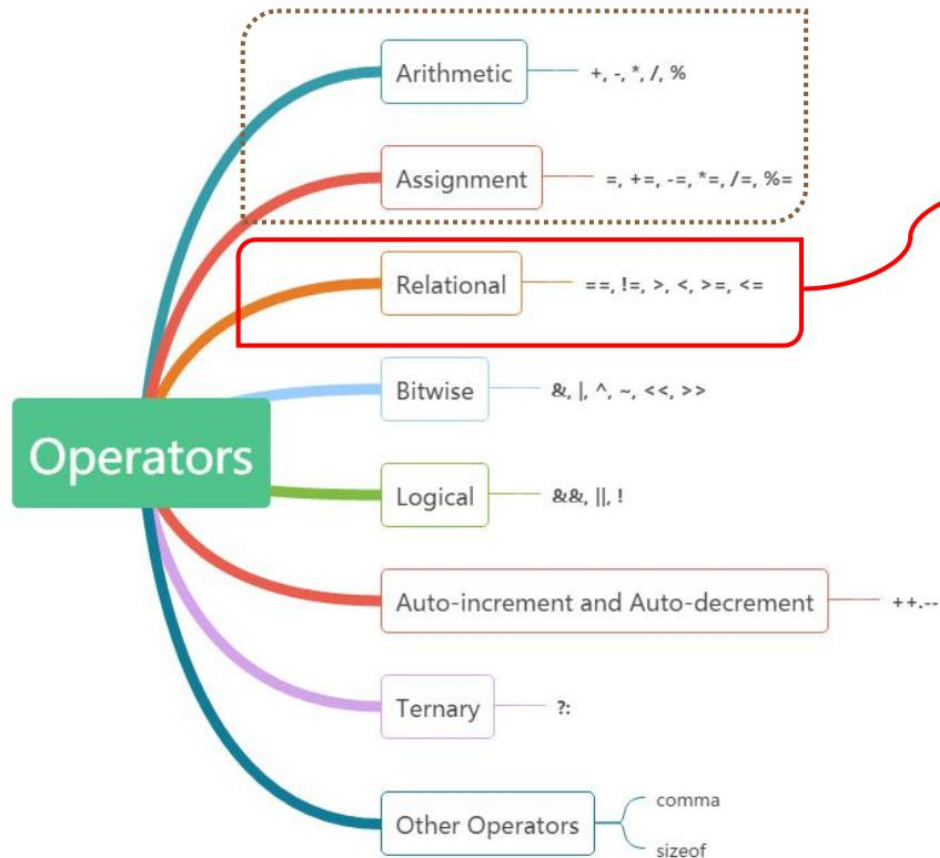 Arithmetic +, -, *, /, %
Assignment =, +=, -=, *=, /=, %=
Relational ==, !=, >, <, >=, <=
Bitwise &, |, ^, ~, <<, >>
Operators
Logical &&, ||, !
Auto-increment and Auto-decrement ++.--
Ternary ?:
Other Operators
comma
sizeof